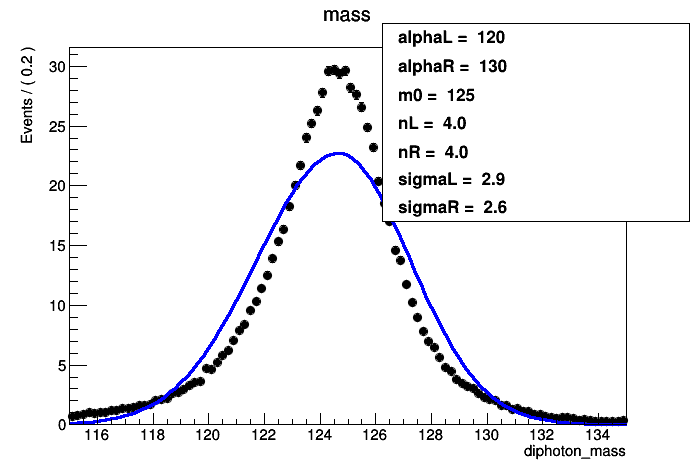 mass
alphaL = 120
alphaR = 130
m0 = 125
nL = 4.0
nR = 4.0
sigmaL = 2.9
sigmaR = 2.6
Events / ( 0.2 )
30
25
20
15
10
5
0
116 118 120 122 124 126 128 130 132 134
diphoton_mass